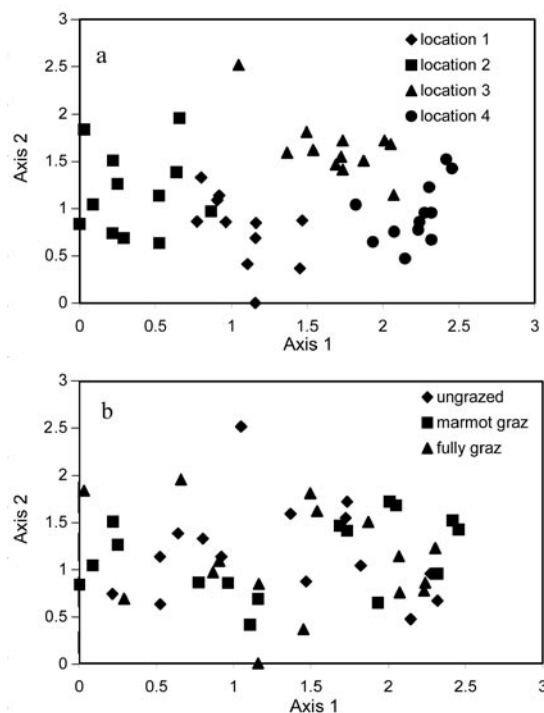 a
location 1
location 2
location 3
location 4
3
2.5
2
1.5
1
0.5
0
Axis 2
0 0.5 1 1.5 2 2.5 3
Axis 1
b
ungrazed
marmot graz
fully graz
3
2.5
2
1.5
1
0.5
0
Axis 2
0 0.5 1 1.5 2 2.5 3
Axis 1